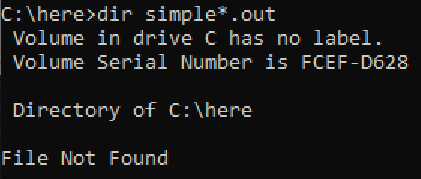 C:\here>dir simple*.out
Volume in drive C has no label.
Volume Serial Number is FCEF-D628
Directory of C:\here
File Not Found